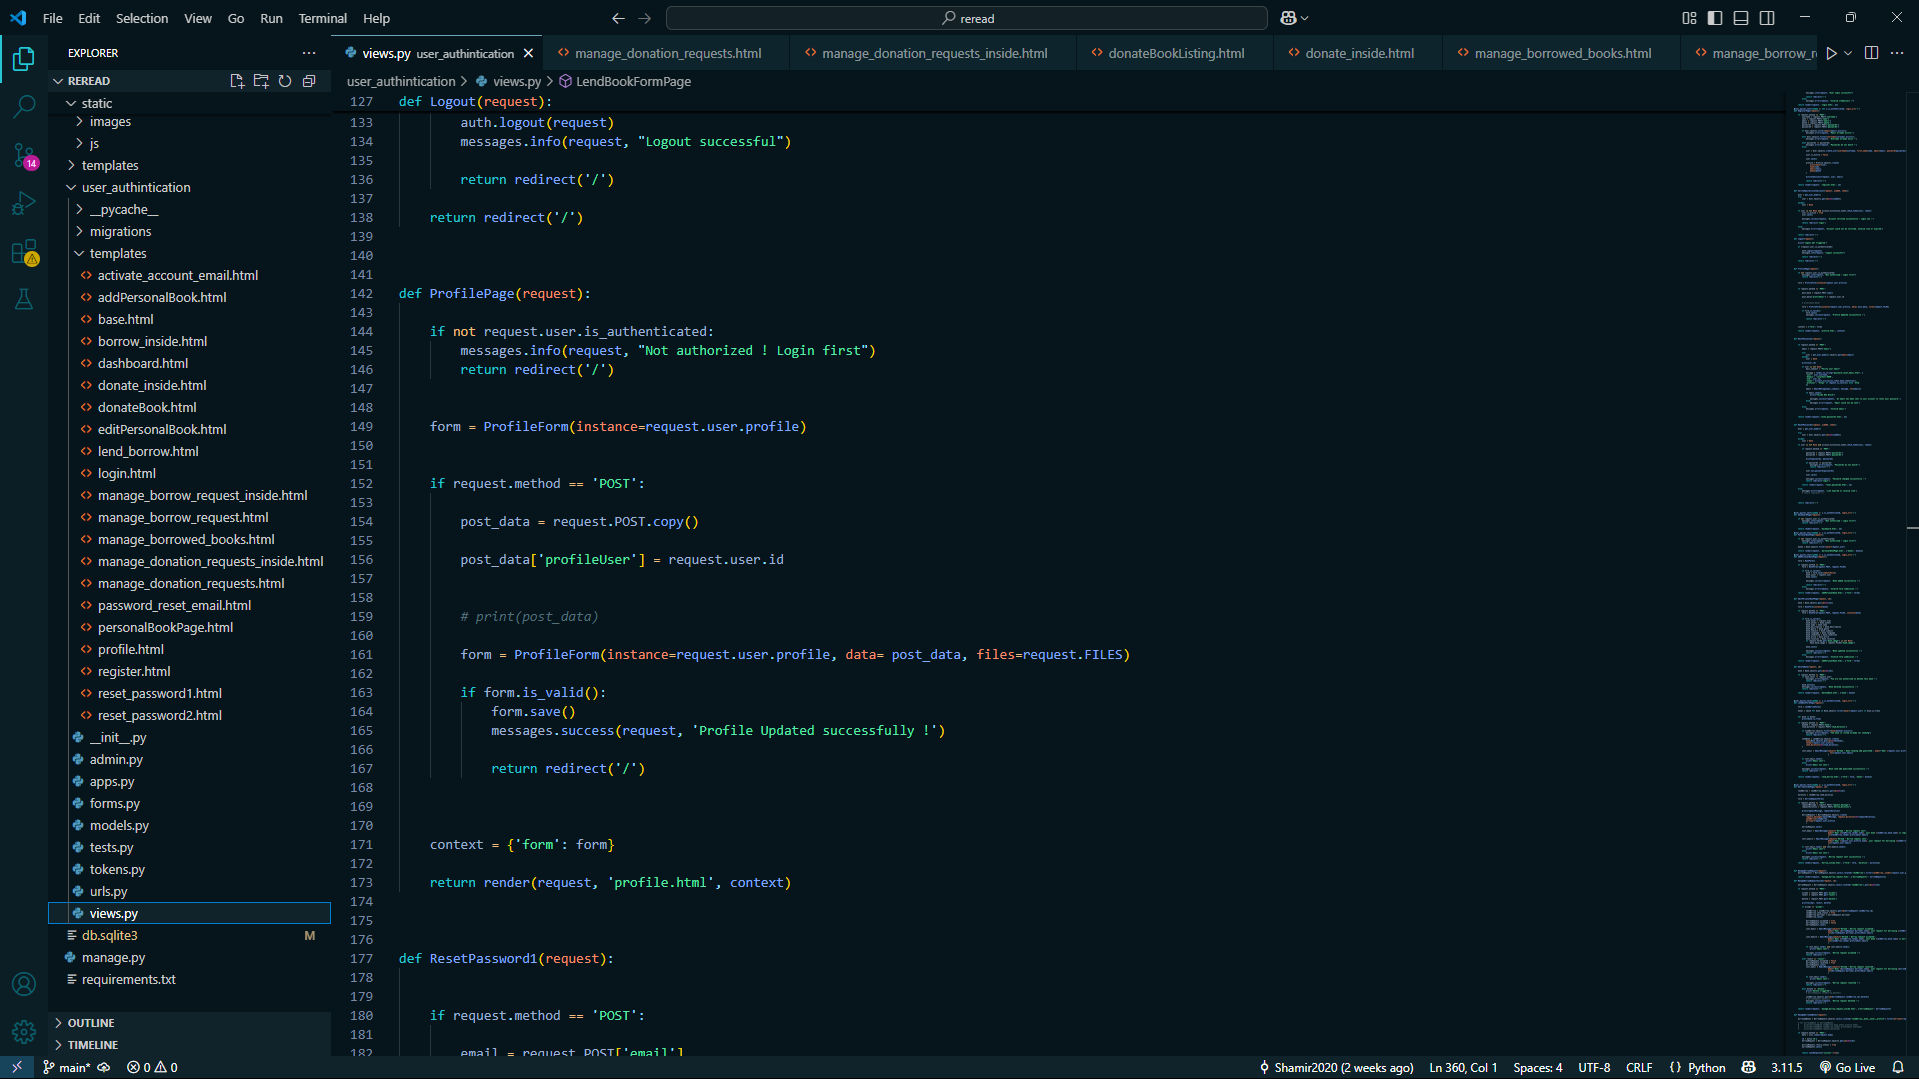 File Edit Selection View Go Run Terminal Help
reread
EXPLORER
views.py user_authintication
manage_donation_requests.html
manage_donation_requests_inside.html
donateBookListing.html
donate_inside.html
manage_borrowed_books.html
manage_borrow_r
user_authintication > views.py > LendBookFormPage
REREAD
static
images
js
templates
user_authintication
__pycache__
migrations
templates
activate_account_email.html
addPersonalBook.html
base.html
borrow_inside.html
dashboard.html
donate_inside.html
donateBook.html
editPersonalBook.html
lend_borrow.html
login.html
manage_borrow_request_inside.html
manage_borrow_request.html
manage_borrowed_books.html
manage_donation_requests_inside.html
manage_donation_requests.html
password_reset_email.html
personalBookPage.html
profile.html
register.html
reset_password1.html
reset_password2.html
__init__.py
admin.py
apps.py
forms.py
models.py
tests.py
tokens.py
urls.py
views.py
db.sqlite3 M
manage.py
requirements.txt
OUTLINE
TIMELINE
14
127 def Logout(request):
133 auth.logout(request)
134 messages.info(request, "Logout successful")
135
136 return redirect('/')
137
138 return redirect('/')
139
140
141
142 def ProfilePage(request):
143
144 if not request.user.is_authenticated:
145 messages.info(request, "Not authorized ! Login first")
146 return redirect('/')
147
148
149 form = ProfileForm(instance=request.user.profile)
150
151
152 if request.method == 'POST':
153
154 post_data = request.POST.copy()
155
156 post_data['profileUser'] = request.user.id
157
158
159 # print(post_data)
160
161 form = ProfileForm(instance=request.user.profile, data= post_data, files=request.FILES)
162
163 if form.is_valid():
164 form.save()
165 messages.success(request, 'Profile Updated successfully !')
166
167 return redirect('/')
168
169
170
171 context = {'form': form}
172
173 return render(request, 'profile.html', context)
174
175
176
177 def ResetPassword1(request):
178
179
180 if request.method == 'POST':
181
182 email = request.POST['email']
main* 0 0
Shamir2020 (2 weeks ago) Ln 360, Col 1 Spaces: 4 UTF-8 CRLF { } Python 3.11.5 Go Live